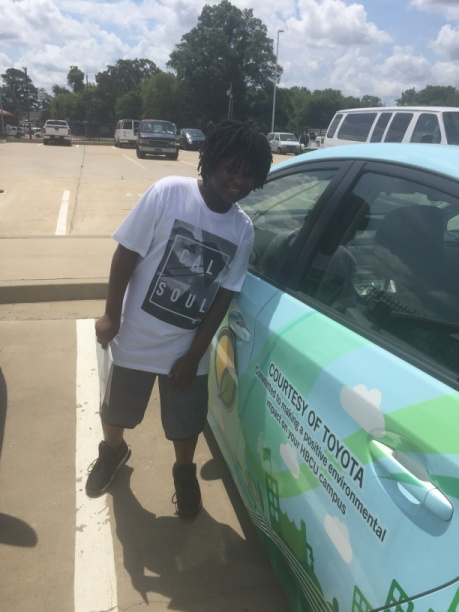 CAL
SOUL
COURTESY OF TOYOTA
Committed to making a positive environmental
impact on your HBCU campus